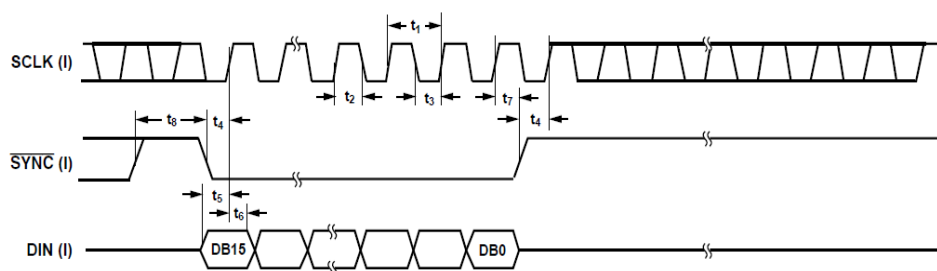 t1
SCLK (I)
t2 t3 t7
t8 t4 t4
SYNC (I)
t5
t6
DIN (I) DB15 DB0